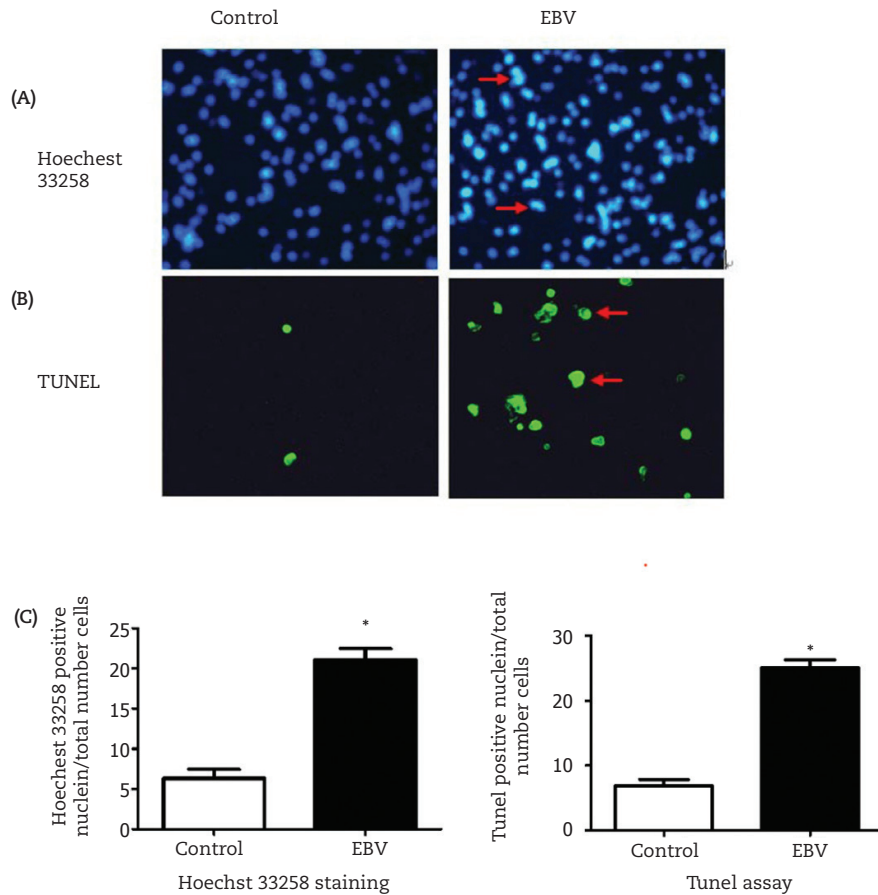 Control EBV
(A)
Hoechest
33258
(B)
TUNEL
(C)
Hoechest 33258 positive
nuclein/total number cells
25
20
15
10
5
0
*
Control EBV
Hoechst 33258 staining
Tunel positive nuclein/total
number cells
30
20
10
0
*
Control EBV
Tunel assay